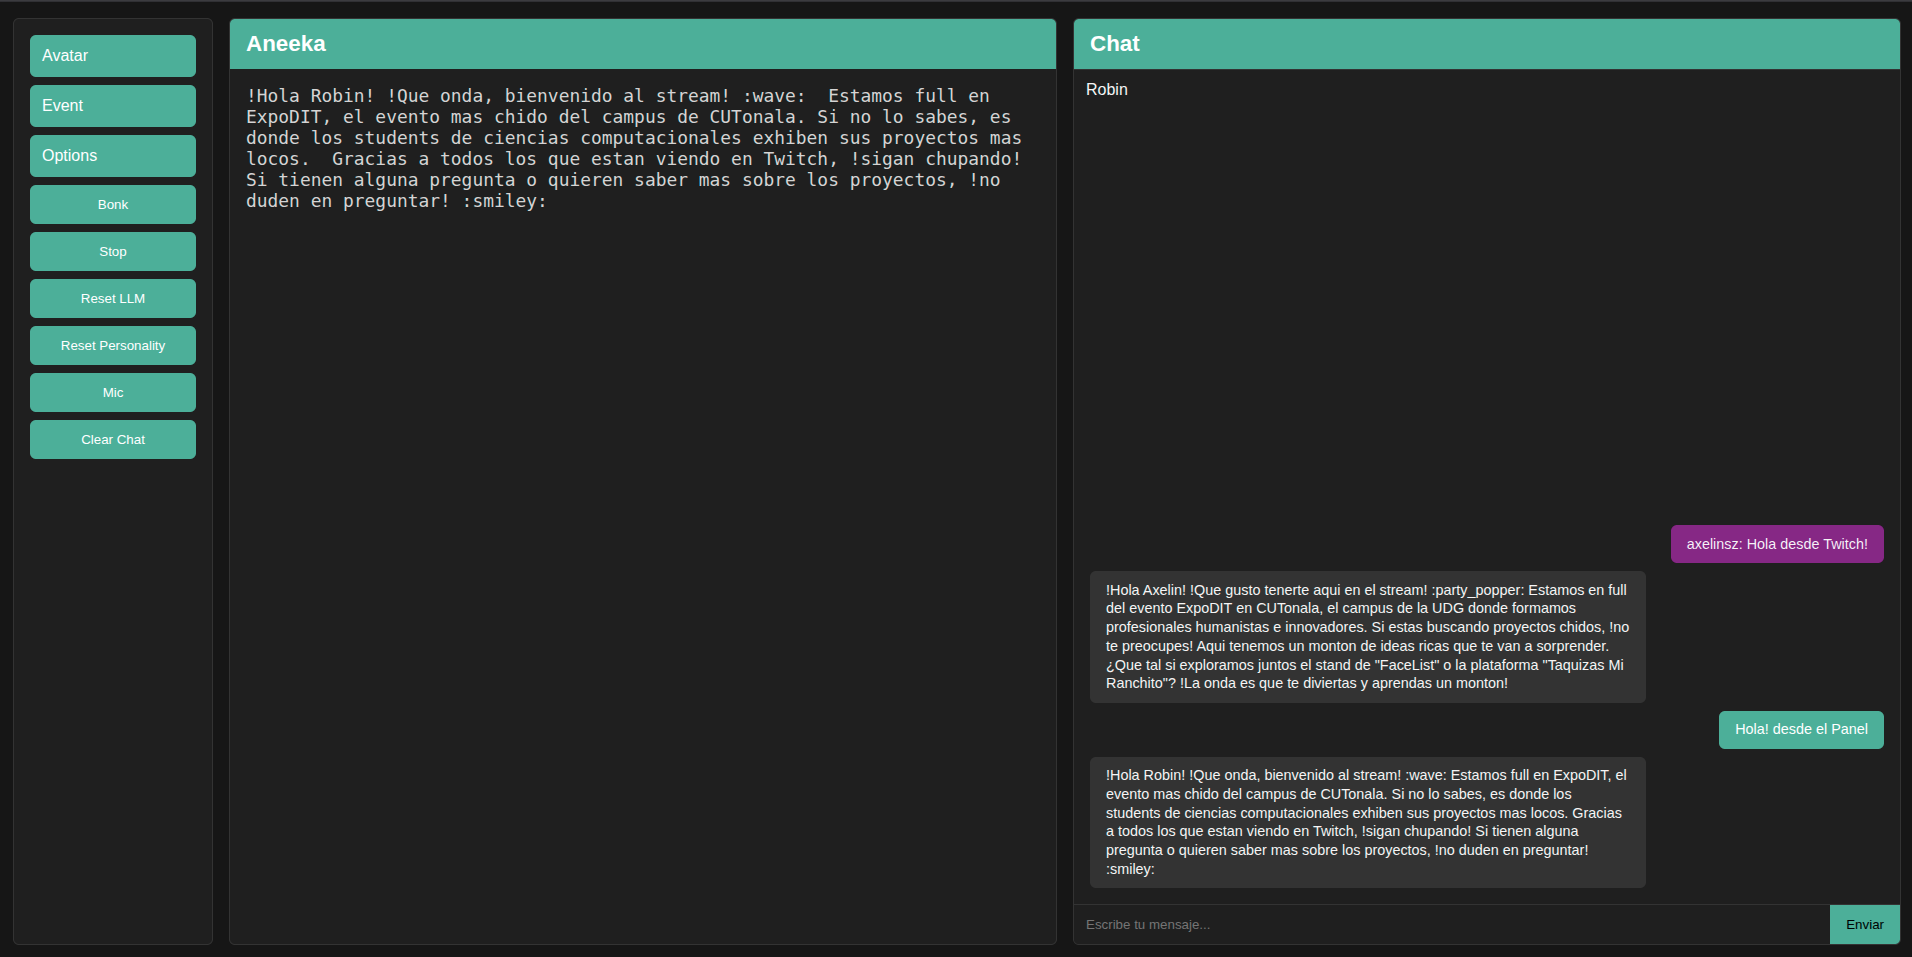 Avatar
Event
Options
Bonk
Stop
Reset LLM
Reset Personality
Mic
Clear Chat
Aneeka
!Hola Robin! !Que onda, bienvenido al stream! :wave:  Estamos full en
ExpoDIT, el evento mas chido del campus de CUTonala. Si no lo sabes, es
donde los students de ciencias computacionales exhiben sus proyectos mas
locos.  Gracias a todos los que estan viendo en Twitch, !sigan chupando!
Si tienen alguna pregunta o quieren saber mas sobre los proyectos, !no
duden en preguntar! :smiley:
Chat
Robin
axelinsz: Hola desde Twitch!
!Hola Axelin! !Que gusto tenerte aqui en el stream! :party_popper: Estamos en full
del evento ExpoDIT en CUTonala, el campus de la UDG donde formamos
profesionales humanistas e innovadores. Si estas buscando proyectos chidos, !no
te preocupes! Aqui tenemos un monton de ideas ricas que te van a sorprender.
¿Que tal si exploramos juntos el stand de "FaceList" o la plataforma "Taquizas Mi
Ranchito"? !La onda es que te diviertas y aprendas un monton!
Hola! desde el Panel
!Hola Robin! !Que onda, bienvenido al stream! :wave: Estamos full en ExpoDIT, el
evento mas chido del campus de CUTonala. Si no lo sabes, es donde los
students de ciencias computacionales exhiben sus proyectos mas locos. Gracias
a todos los que estan viendo en Twitch, !sigan chupando! Si tienen alguna
pregunta o quieren saber mas sobre los proyectos, !no duden en preguntar!
:smiley:
Escribe tu mensaje...
Enviar